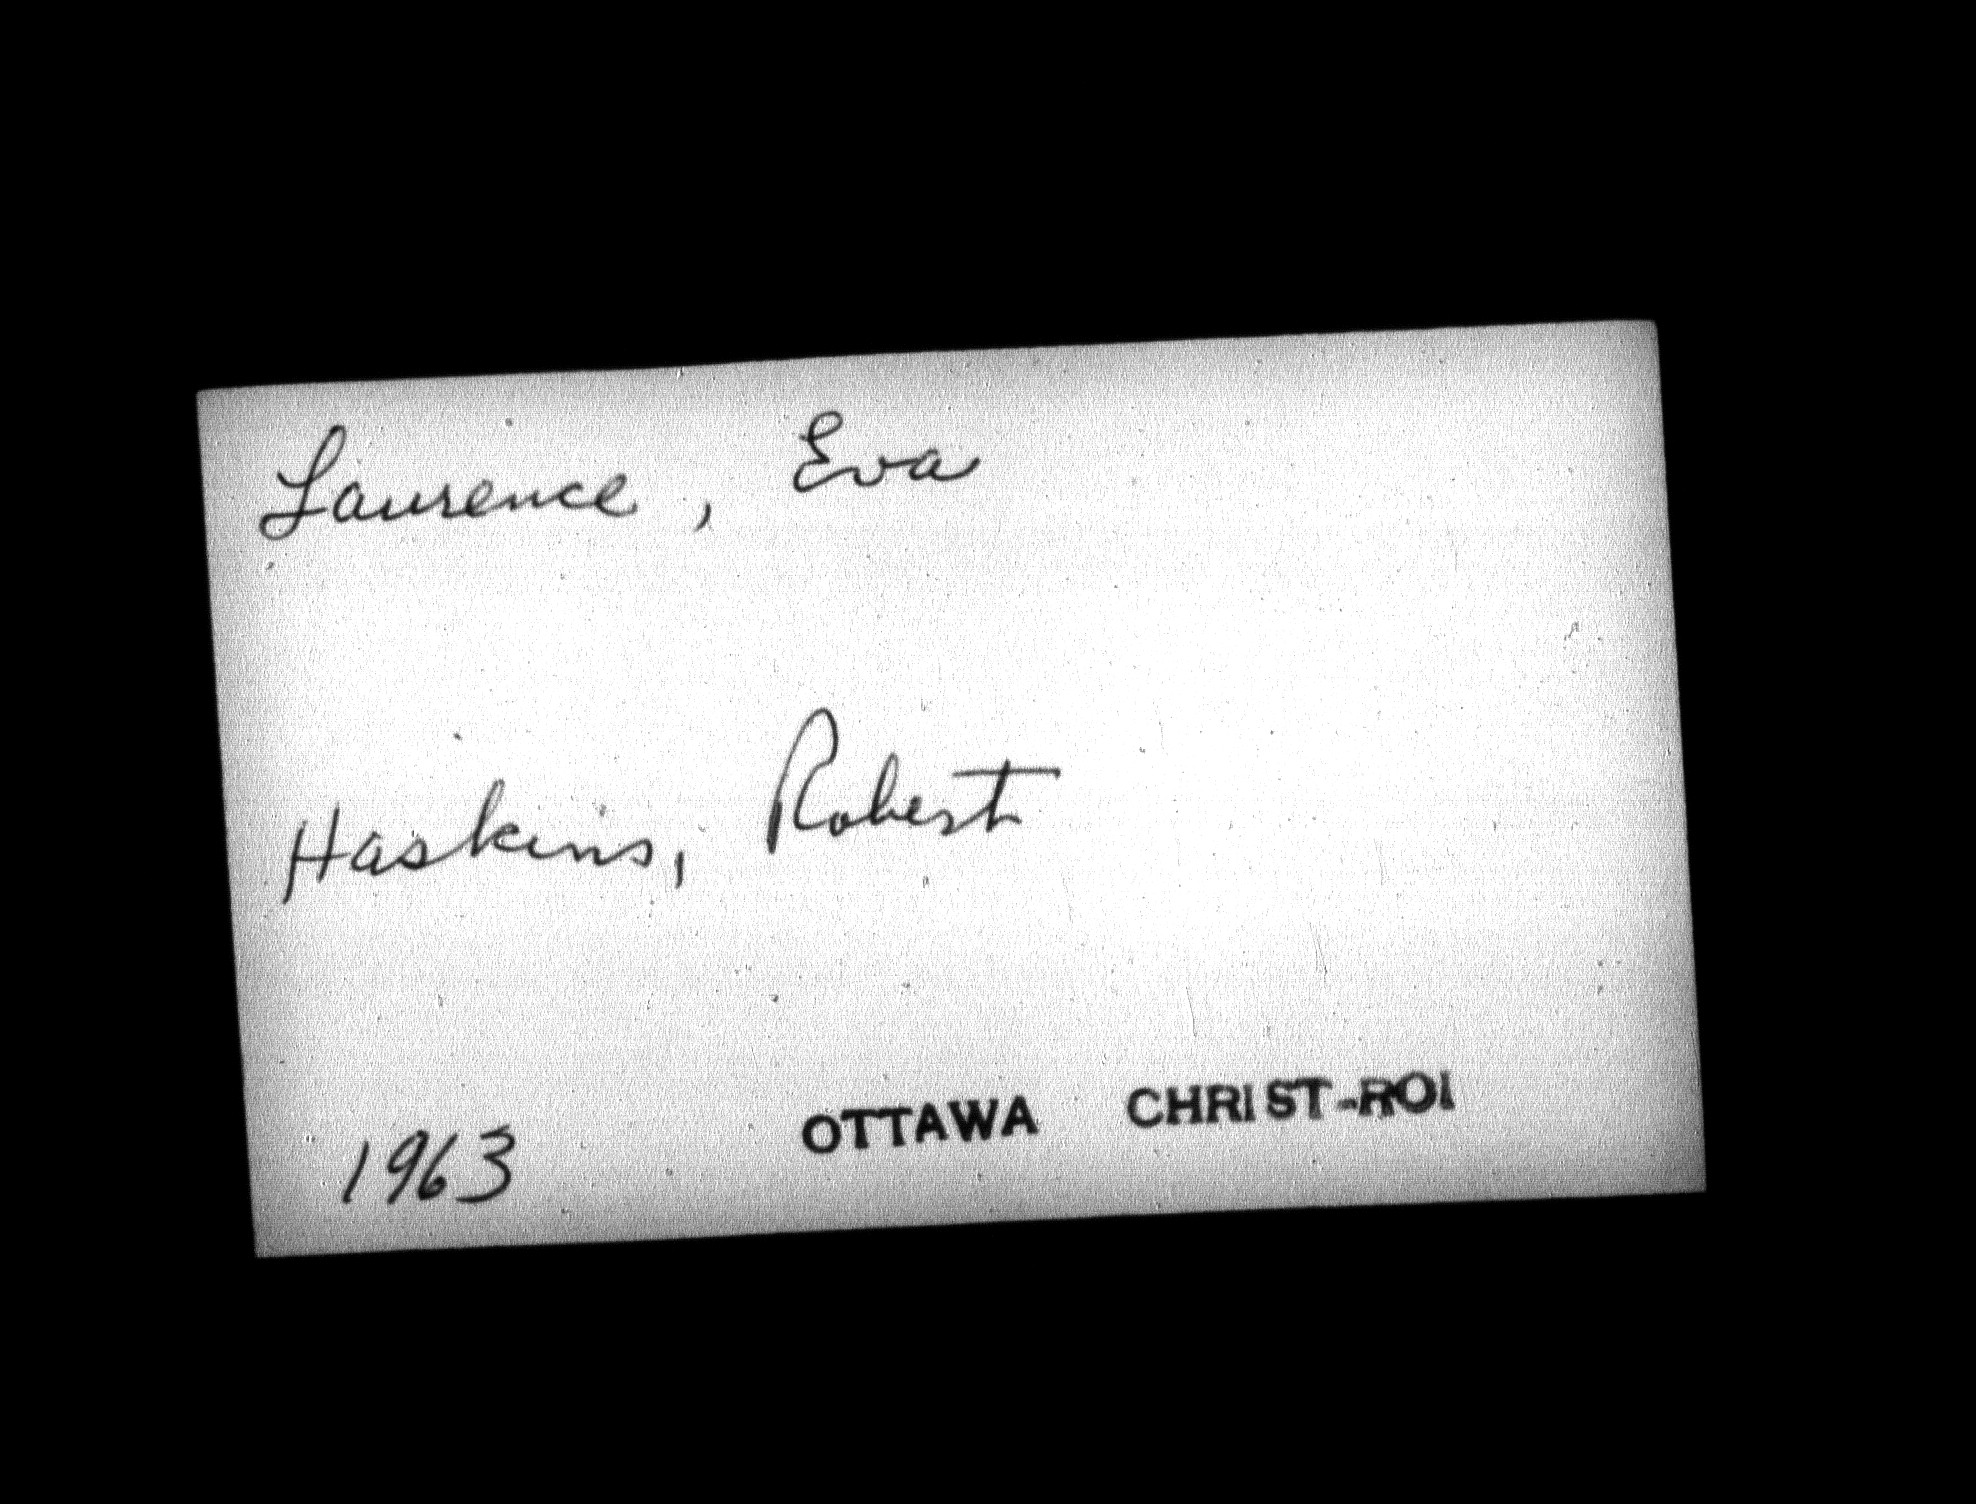 Laurence, Eva
Haskins, Robert
1963 OTTAWA CHRIST-ROI